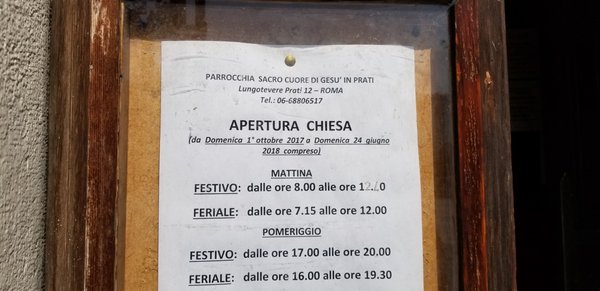 PARROCCHIA SACRO CUORE DI GESU' IN PRATI
Lungotevere Prati 12 – ROMA
Tel.: 06-68806517
APERTURA CHIESA
(da Domenica 1° ottobre 2017 a Domenica 24 giugno
2018 compreso)
MATTINA
FESTIVO: dalle ore 8.00 alle ore
FERIALE: dalle ore 7.15 alle ore 12.00
POMERIGGIO
FESTIVO: dalle ore 17.00 alle ore 20.00
FERIALE: dalle ore 16.00 alle ore 19.30